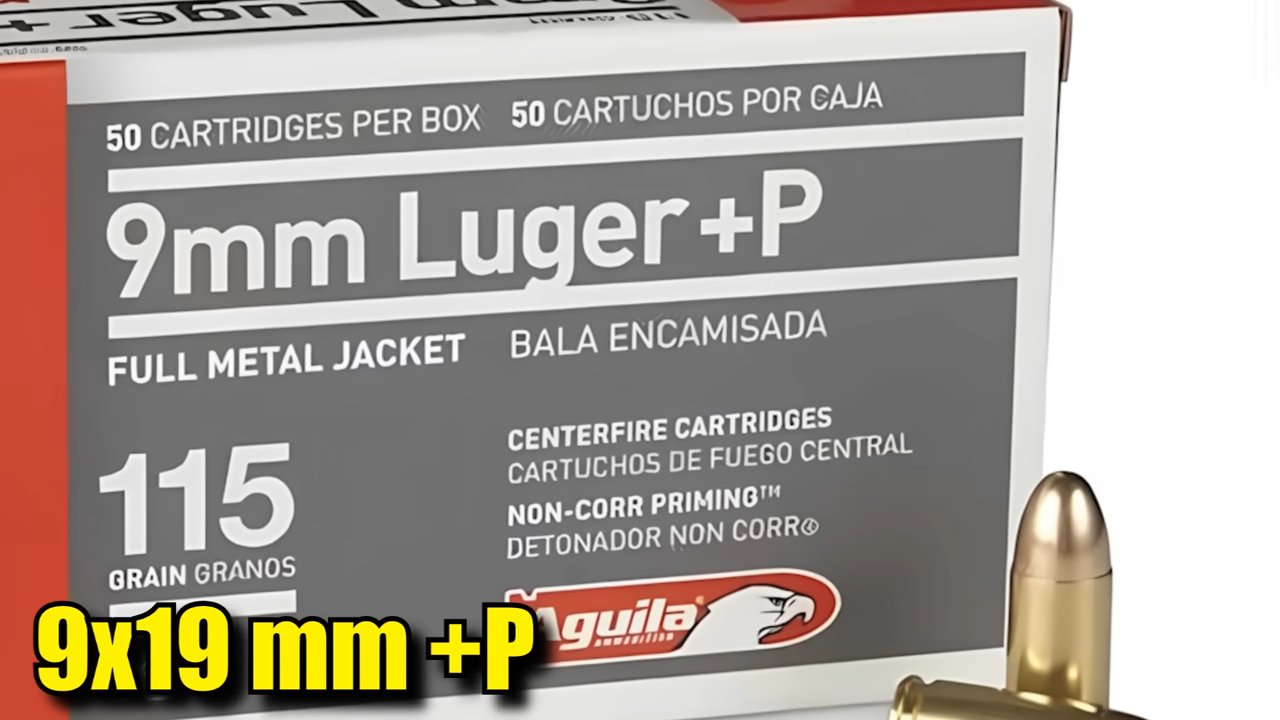 50 CARTRIDGES PER BOX 50 CARTUCHOS POR CAJA
9mm Luger +P
FULL METAL JACKET BALA ENCAMISADA
115
GRAIN GRANOS
CENTERFIRE CARTRIDGES
CARTUCHOS DE FUEGO CENTRAL
NON-CORR PRIMING™
DETONADOR NON CORR®
Aguila
9x19 mm +P